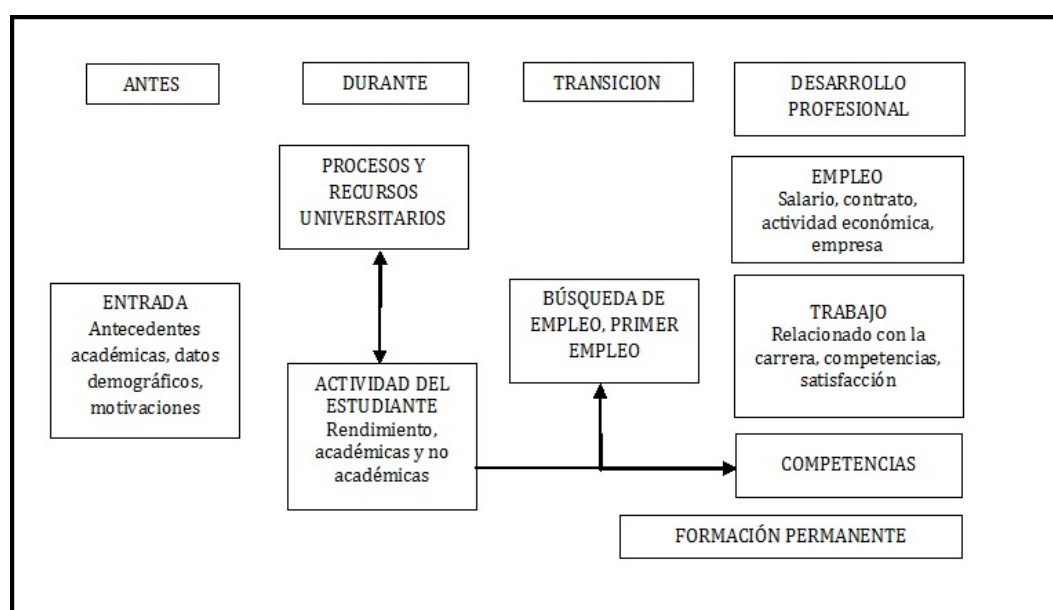 ANTES
DURANTE
TRANSICION
DESARROLLO
PROFESIONAL
PROCESOS Y
RECURSOS
UNIVERSITARIOS
EMPLEO
Salario, contrato,
actividad económica,
empresa
ENTRADA
Antecedentes
académicas, datos
demográficos,
motivaciones
BÚSQUEDA DE
EMPLEO, PRIMER
EMPLEO
TRABAJO
Relacionado con la
carrera, competencias,
satisfacción
ACTIVIDAD DEL
ESTUDIANTE
Rendimiento,
académicas y no
académicas
COMPETENCIAS
FORMACIÓN PERMANENTE